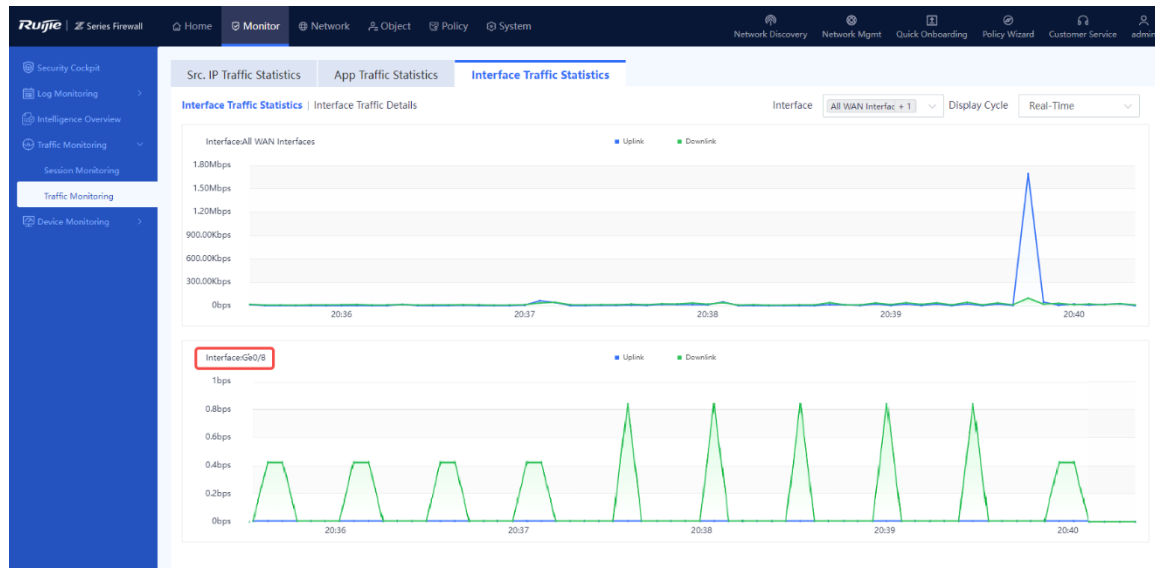 Ruijie | Z Series Firewall
Home
Monitor
Network
Object
Policy
System
Network Discovery
Network Mgmt
Quick Onboarding
Policy Wizard
Customer Service
admin
Security Cockpit
Log Monitoring
Intelligence Overview
Traffic Monitoring
Session Monitoring
Traffic Monitoring
Device Monitoring
Src. IP Traffic Statistics
App Traffic Statistics
Interface Traffic Statistics
Interface Traffic Statistics | Interface Traffic Details
Interface
All WAN Interfac + 1
Display Cycle
Real-Time
Interface:All WAN Interfaces
Uplink
Downlink
1.80Mbps
1.50Mbps
1.20Mbps
900.00Kbps
600.00Kbps
300.00Kbps
0bps
20:36
20:37
20:38
20:39
20:40
Interface:Ge0/8
Uplink
Downlink
1bps
0.8bps
0.6bps
0.4bps
0.2bps
0bps
20:36
20:37
20:38
20:39
20:40